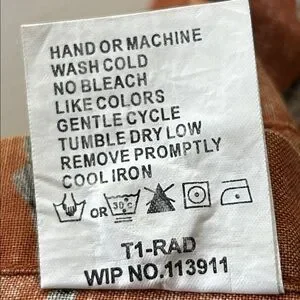 HAND OR MACHINE
WASH COLD
NO BLEACH
LIKE COLORS
GENTLE CYCLE
TUMBLE DRY LOW
REMOVE PROMPTLY
COOL IRON
OR 30°C
T1-RAD
WIP NO.113911